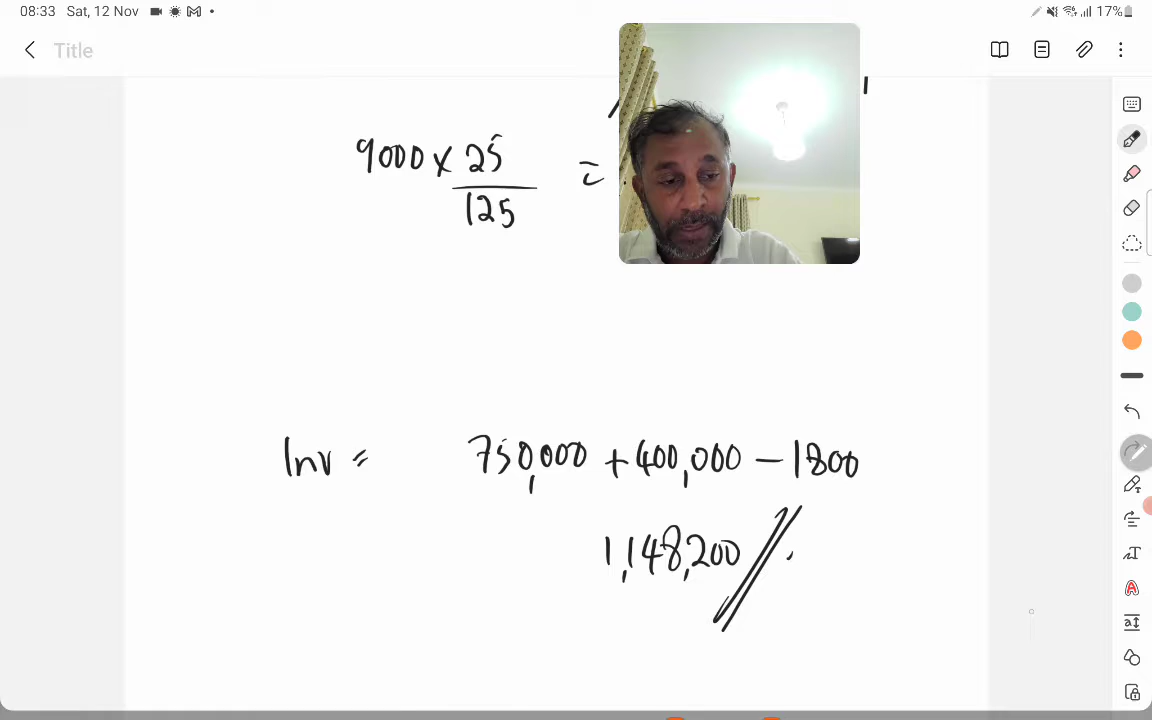 08:33 Sat, 12 Nov
17%
Title
9000 × 25
=
125
Inv = 750,000 + 400,000 − 1800
1,148,200